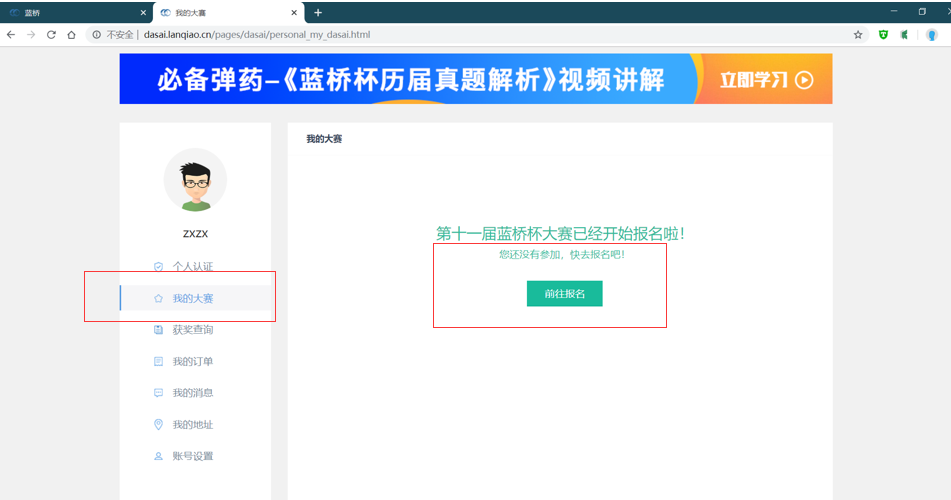 蓝桥
我的大赛
不安全 | dasai.lanqiao.cn/pages/dasai/personal_my_dasai.html
必备弹药-《蓝桥杯历届真题解析》视频讲解
立即学习
ZXZX
个人认证
我的大赛
获奖查询
我的订单
我的消息
我的地址
账号设置
我的大赛
第十一届蓝桥杯大赛已经开始报名啦！
您还没有参加，快去报名吧！
前往报名